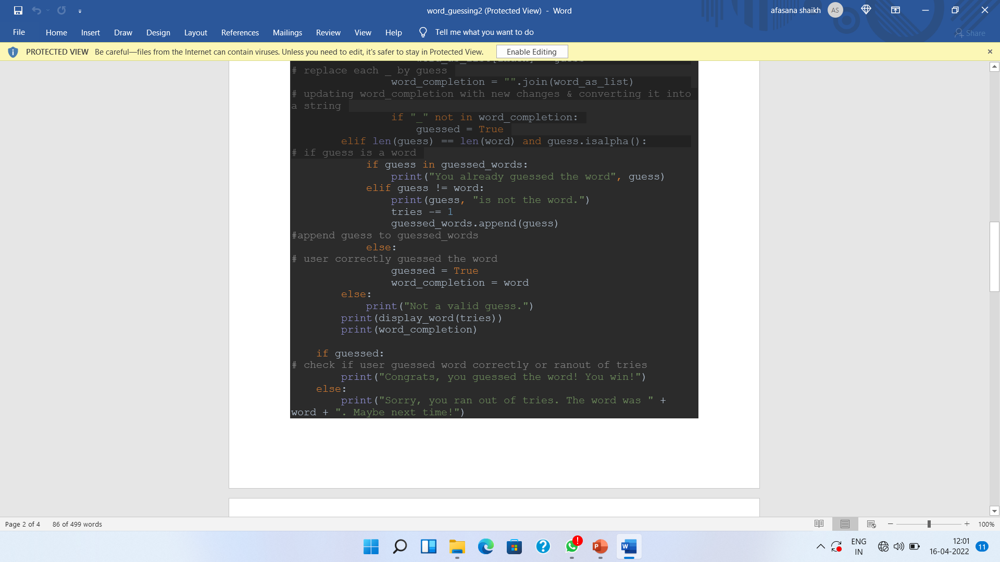 word_guessing2 (Protected View) - Word
afasana shaikh
AS
File Home Insert Draw Design Layout References Mailings Review View Help Tell me what you want to do
Share
PROTECTED VIEW Be careful—files from the Internet can contain viruses. Unless you need to edit, it's safer to stay in Protected View. Enable Editing
# replace each _ by guess
word_completion = "".join(word_as_list)
# updating word_completion with new changes & converting it into
a string
if "_" not in word_completion:
guessed = True
elif len(guess) == len(word) and guess.isalpha():
# if guess is a word
if guess in guessed_words:
print("You already guessed the word", guess)
elif guess != word:
print(guess, "is not the word.")
tries -= 1
guessed_words.append(guess)
#append guess to guessed_words
else:
# user correctly guessed the word
guessed = True
word_completion = word
else:
print("Not a valid guess.")
print(display_word(tries))
print(word_completion)
if guessed:
# check if user guessed word correctly or ranout of tries
print("Congrats, you guessed the word! You win!")
else:
print("Sorry, you ran out of tries. The word was " +
word + ". Maybe next time!")
Page 2 of 4 86 of 499 words
100%
ENG
IN
12:01
16-04-2022
11